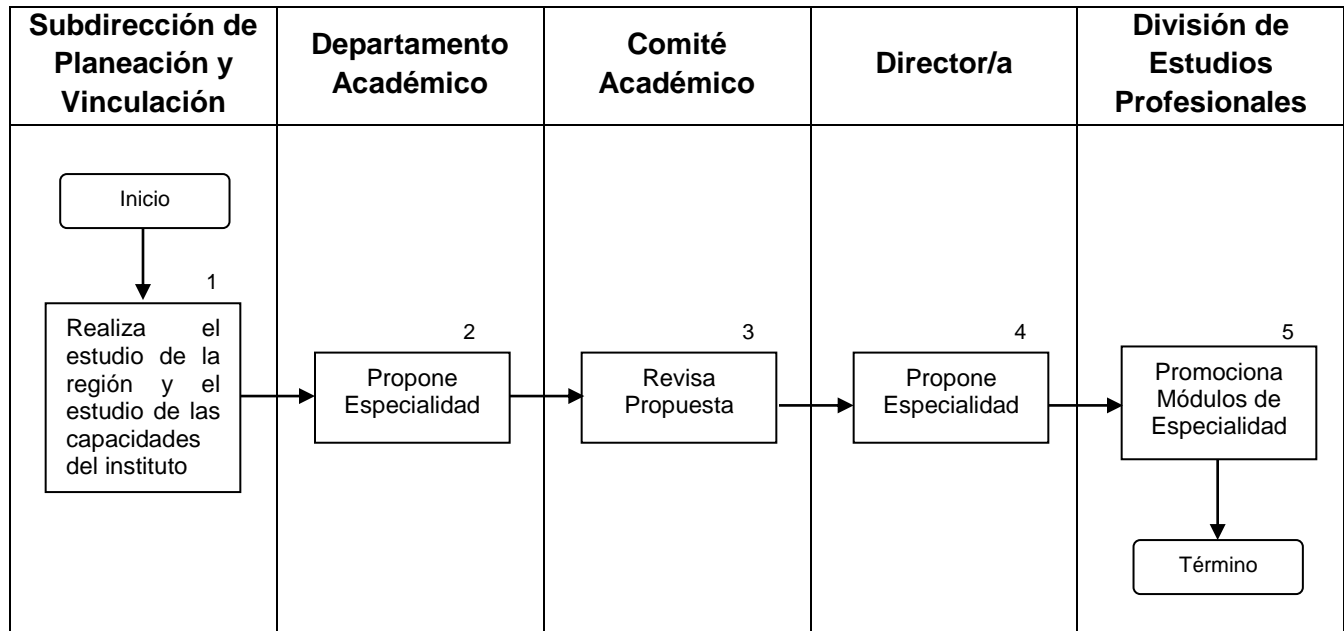 Subdirección de
Planeación y
Vinculación
Departamento
Académico
Comité
Académico
Director/a
División de
Estudios
Profesionales
Inicio
1
Realiza el
estudio de la
región y el
estudio de las
capacidades
del instituto
2
Propone
Especialidad
3
Revisa
Propuesta
4
Propone
Especialidad
5
Promociona
Módulos de
Especialidad
Término